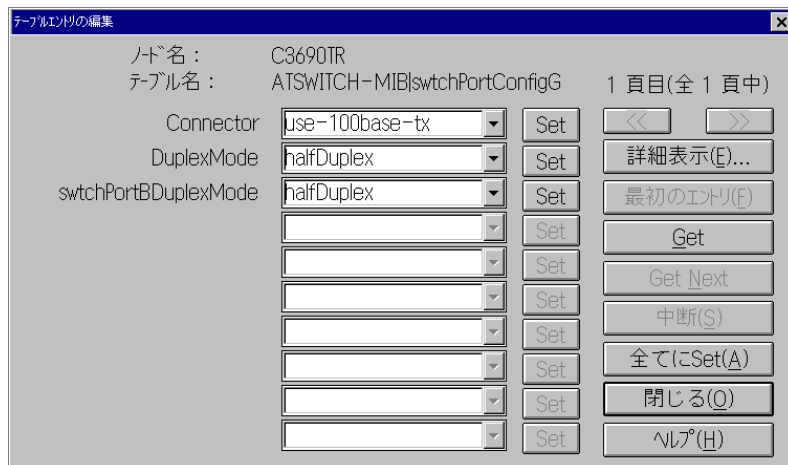 ﾃｰﾌﾞﾙｴﾝﾄﾘの編集
ﾉｰﾄﾞ名： C3690TR
ﾃｰﾌﾞﾙ名： ATSWITCH-MIB|swtchPortConfigG 1 頁目(全 1 頁中)
Connector use-100base-tx Set << >>
DuplexMode halfDuplex Set 詳細表示(E)...
swtchPortBDuplexMode halfDuplex Set 最初のｴﾝﾄﾘ(F)
Set Get
Set Get Next
Set 中断(S)
Set
Set 全てにSet(A)
Set 閉じる(O)
Set ﾍﾙﾌﾟ(H)